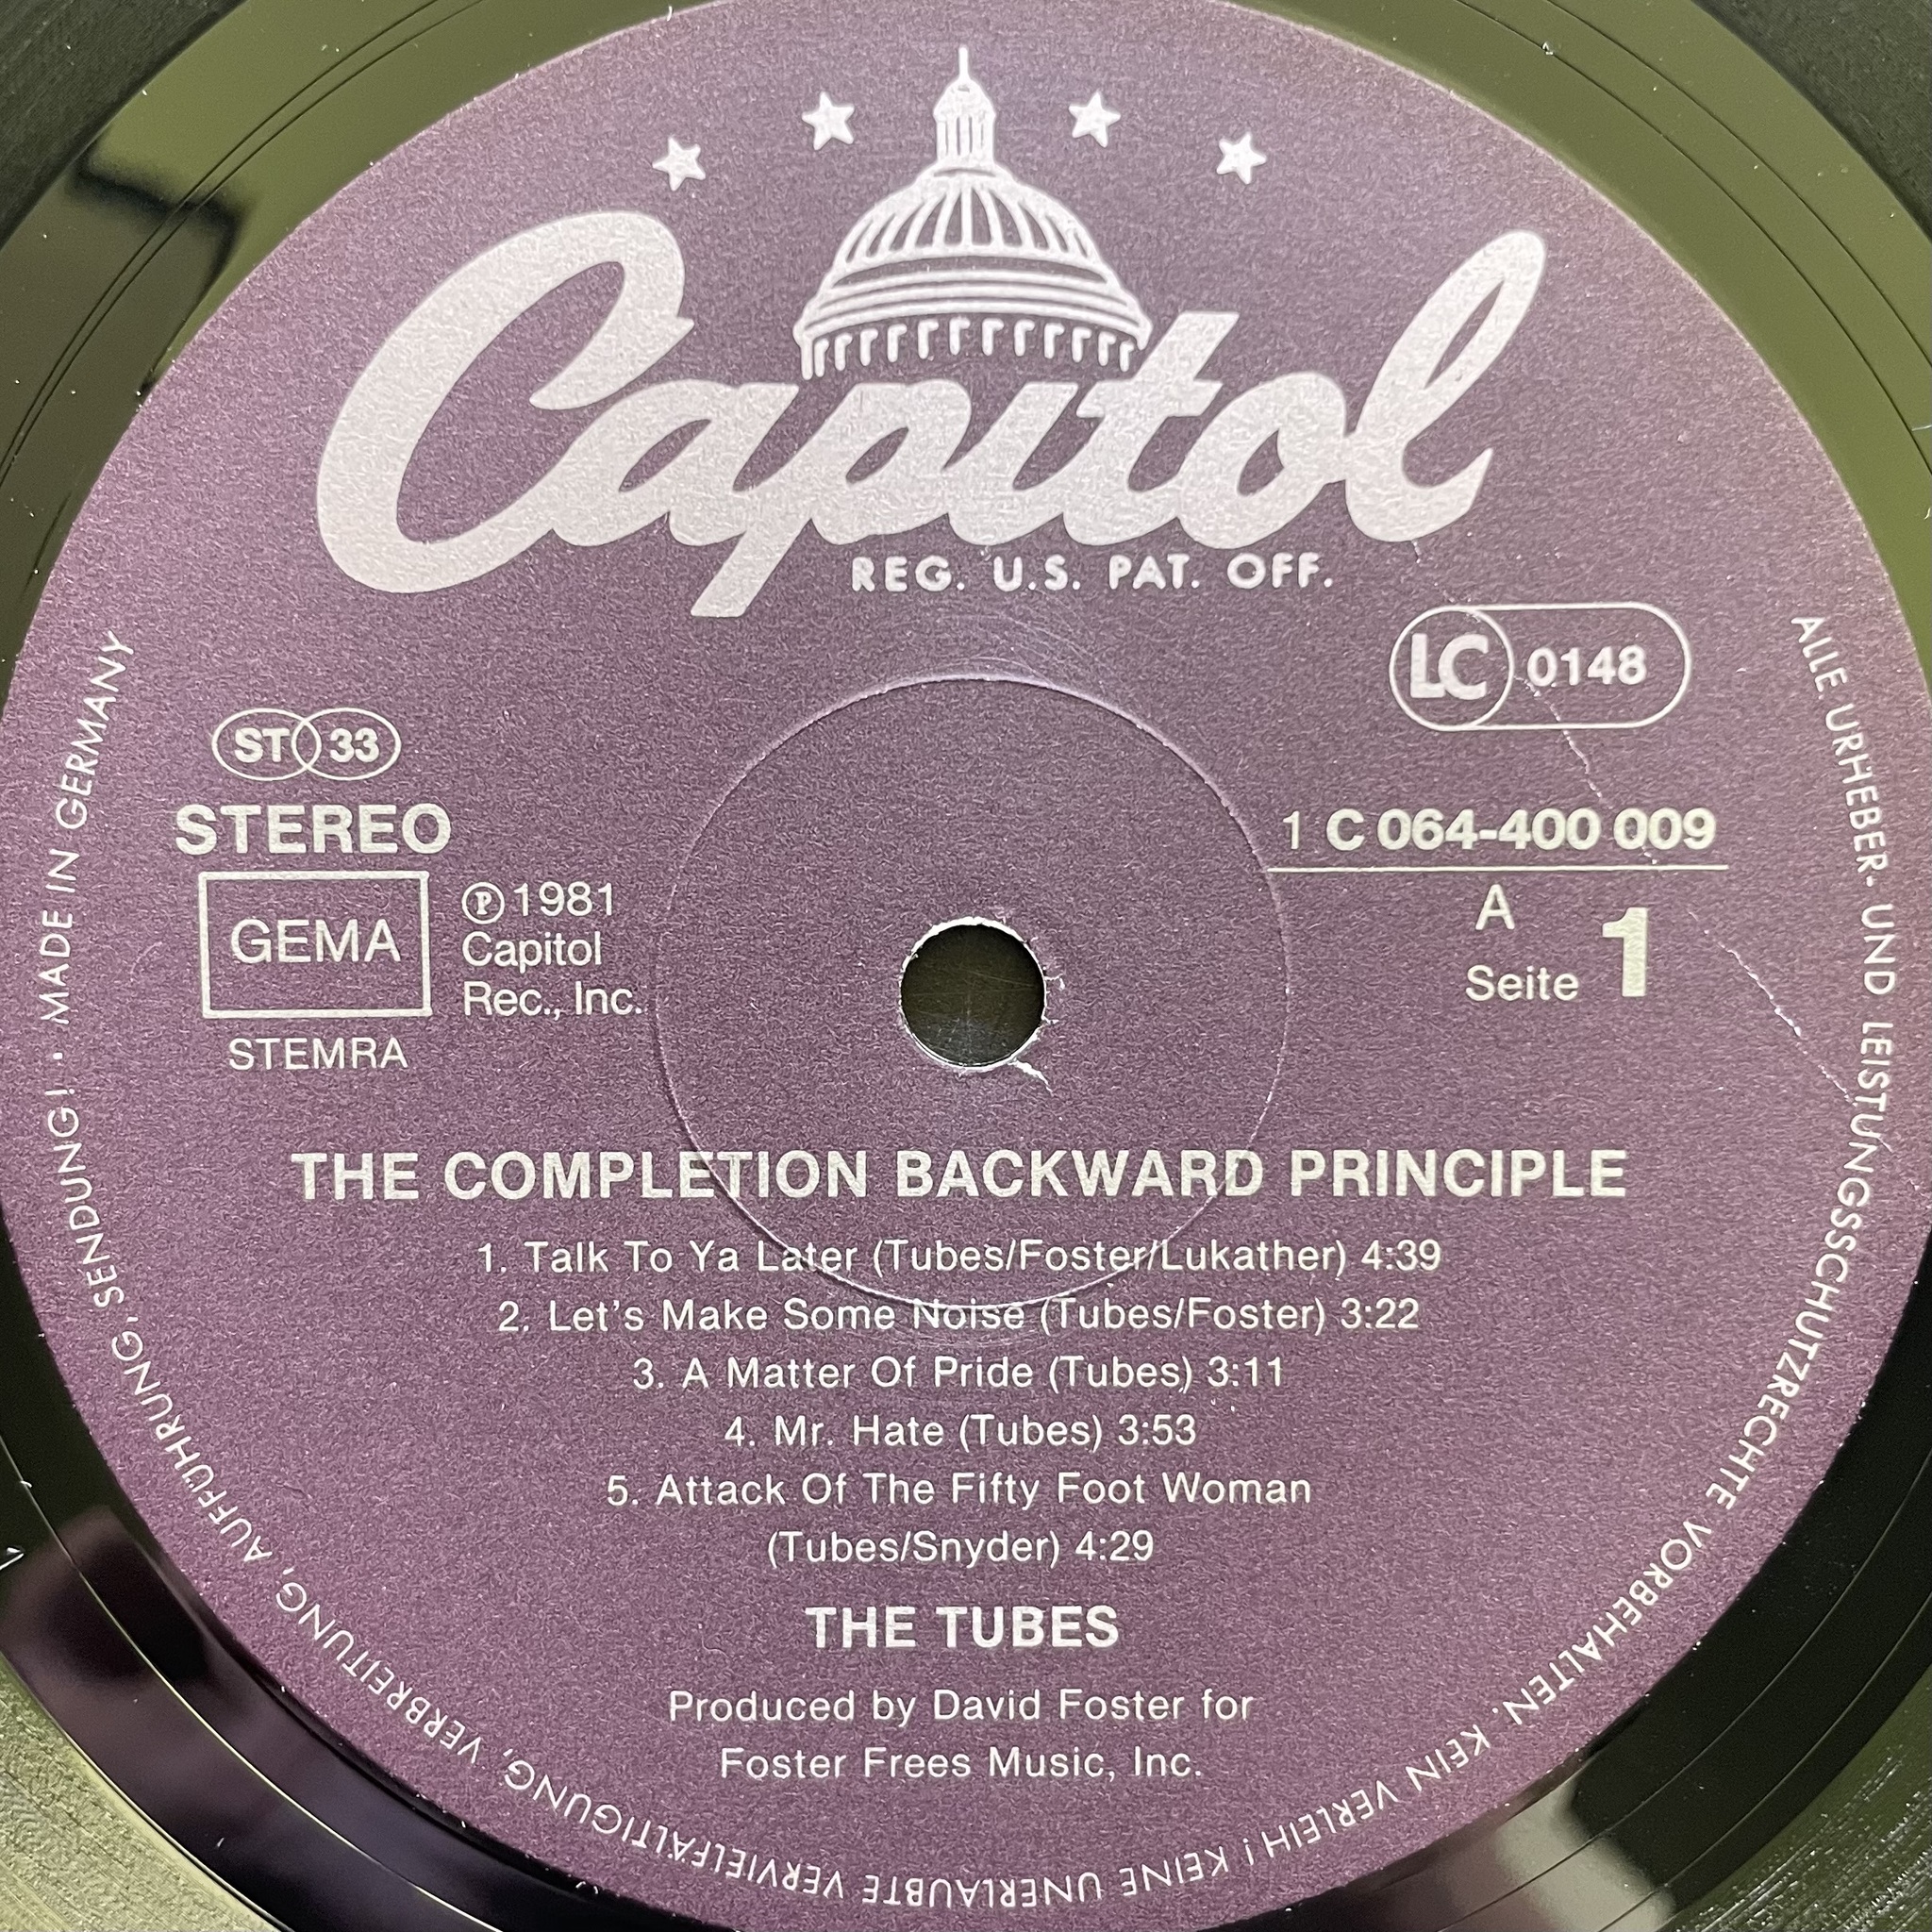 Capitol
REG. U.S. PAT. OFF.
LC 0148
ST 33
STEREO
GEMA
STEMRA
Ⓟ 1981
Capitol
Rec., Inc.
1 C 064-400 009
A
Seite 1
THE COMPLETION BACKWARD PRINCIPLE
1. Talk To Ya Later (Tubes/Foster/Lukather) 4:39
2. Let's Make Some Noise (Tubes/Foster) 3:22
3. A Matter Of Pride (Tubes) 3:11
4. Mr. Hate (Tubes) 3:53
5. Attack Of The Fifty Foot Woman
(Tubes/Snyder) 4:29
THE TUBES
Produced by David Foster for
Foster Frees Music, Inc.
ALLE URHEBER- UND LEISTUNGSSCHUTZRECHTE VORBEHALTEN. KEIN VERLEIH! KEINE UNERLAUBTE VERVIELFÄLTIGUNG, VERBREITUNG, AUFFÜHRUNG, SENDUNG! · MADE IN GERMANY